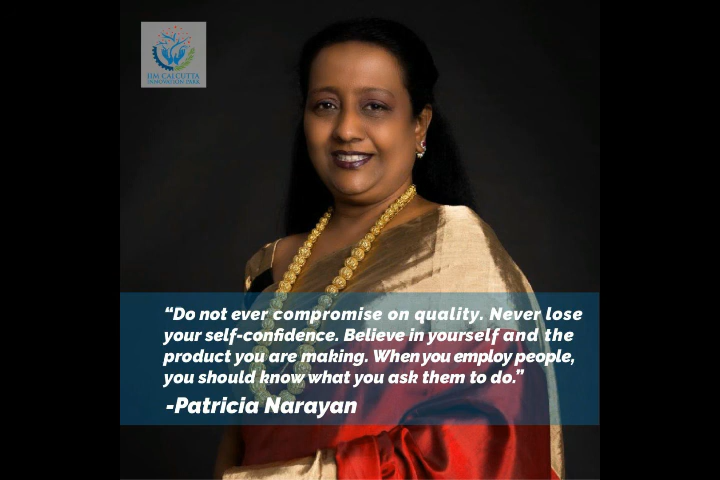 IIM CALCUTTA
INNOVATION PARK
“Do not ever compromise on quality. Never lose
your self-confidence. Believe in yourself and the
product you are making. When you employ people,
you should know what you ask them to do.”
-Patricia Narayan